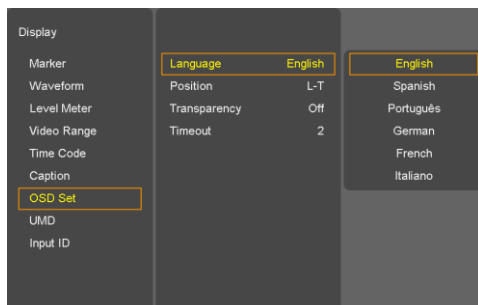 Display
Marker
Waveform
Level Meter
Video Range
Time Code
Caption
OSD Set
UMD
Input ID
Language English
Position L-T
Transparency Off
Timeout 2
English
Spanish
Português
German
French
Italiano